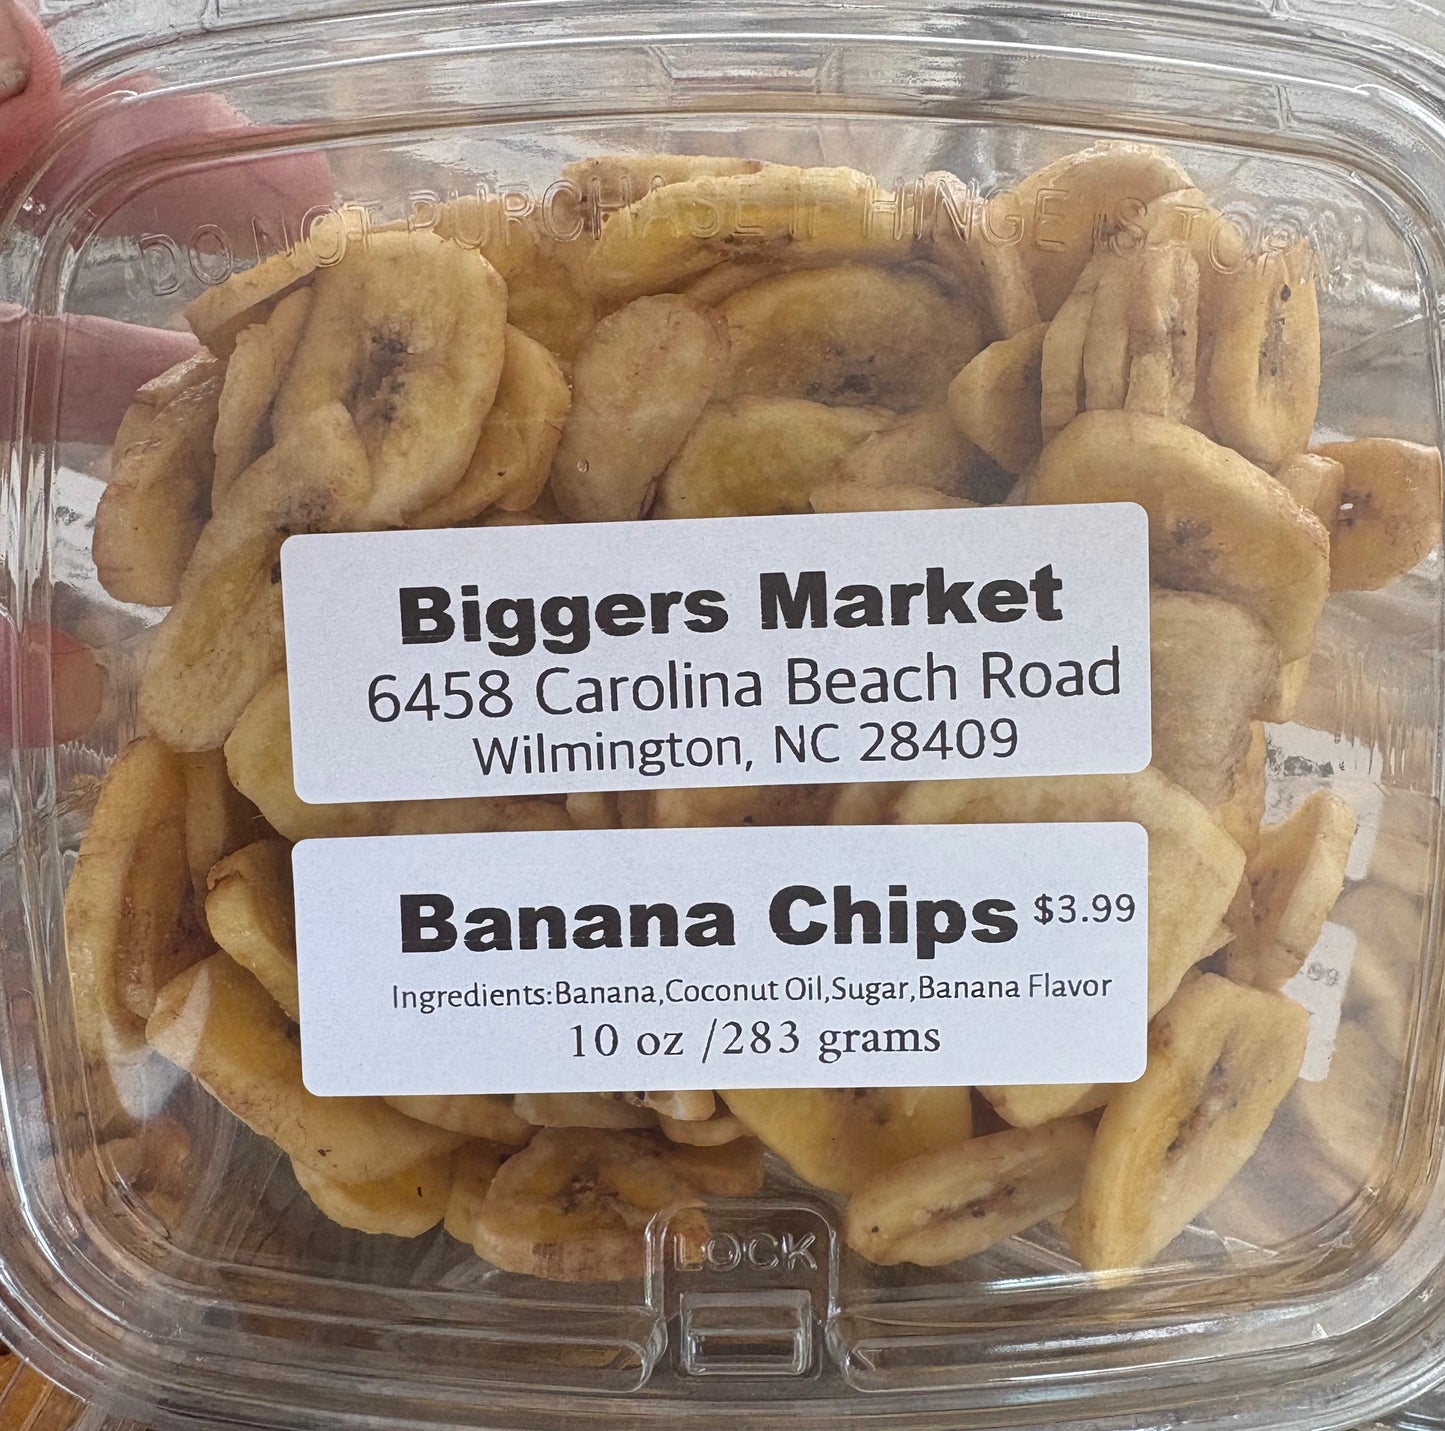 DO NOT PURCHASE IF HINGE IS TORN
Biggers Market
6458 Carolina Beach Road
Wilmington, NC 28409
Banana Chips $3.99
Ingredients:Banana,Coconut Oil,Sugar,Banana Flavor
10 oz /283 grams
.99
LOCK